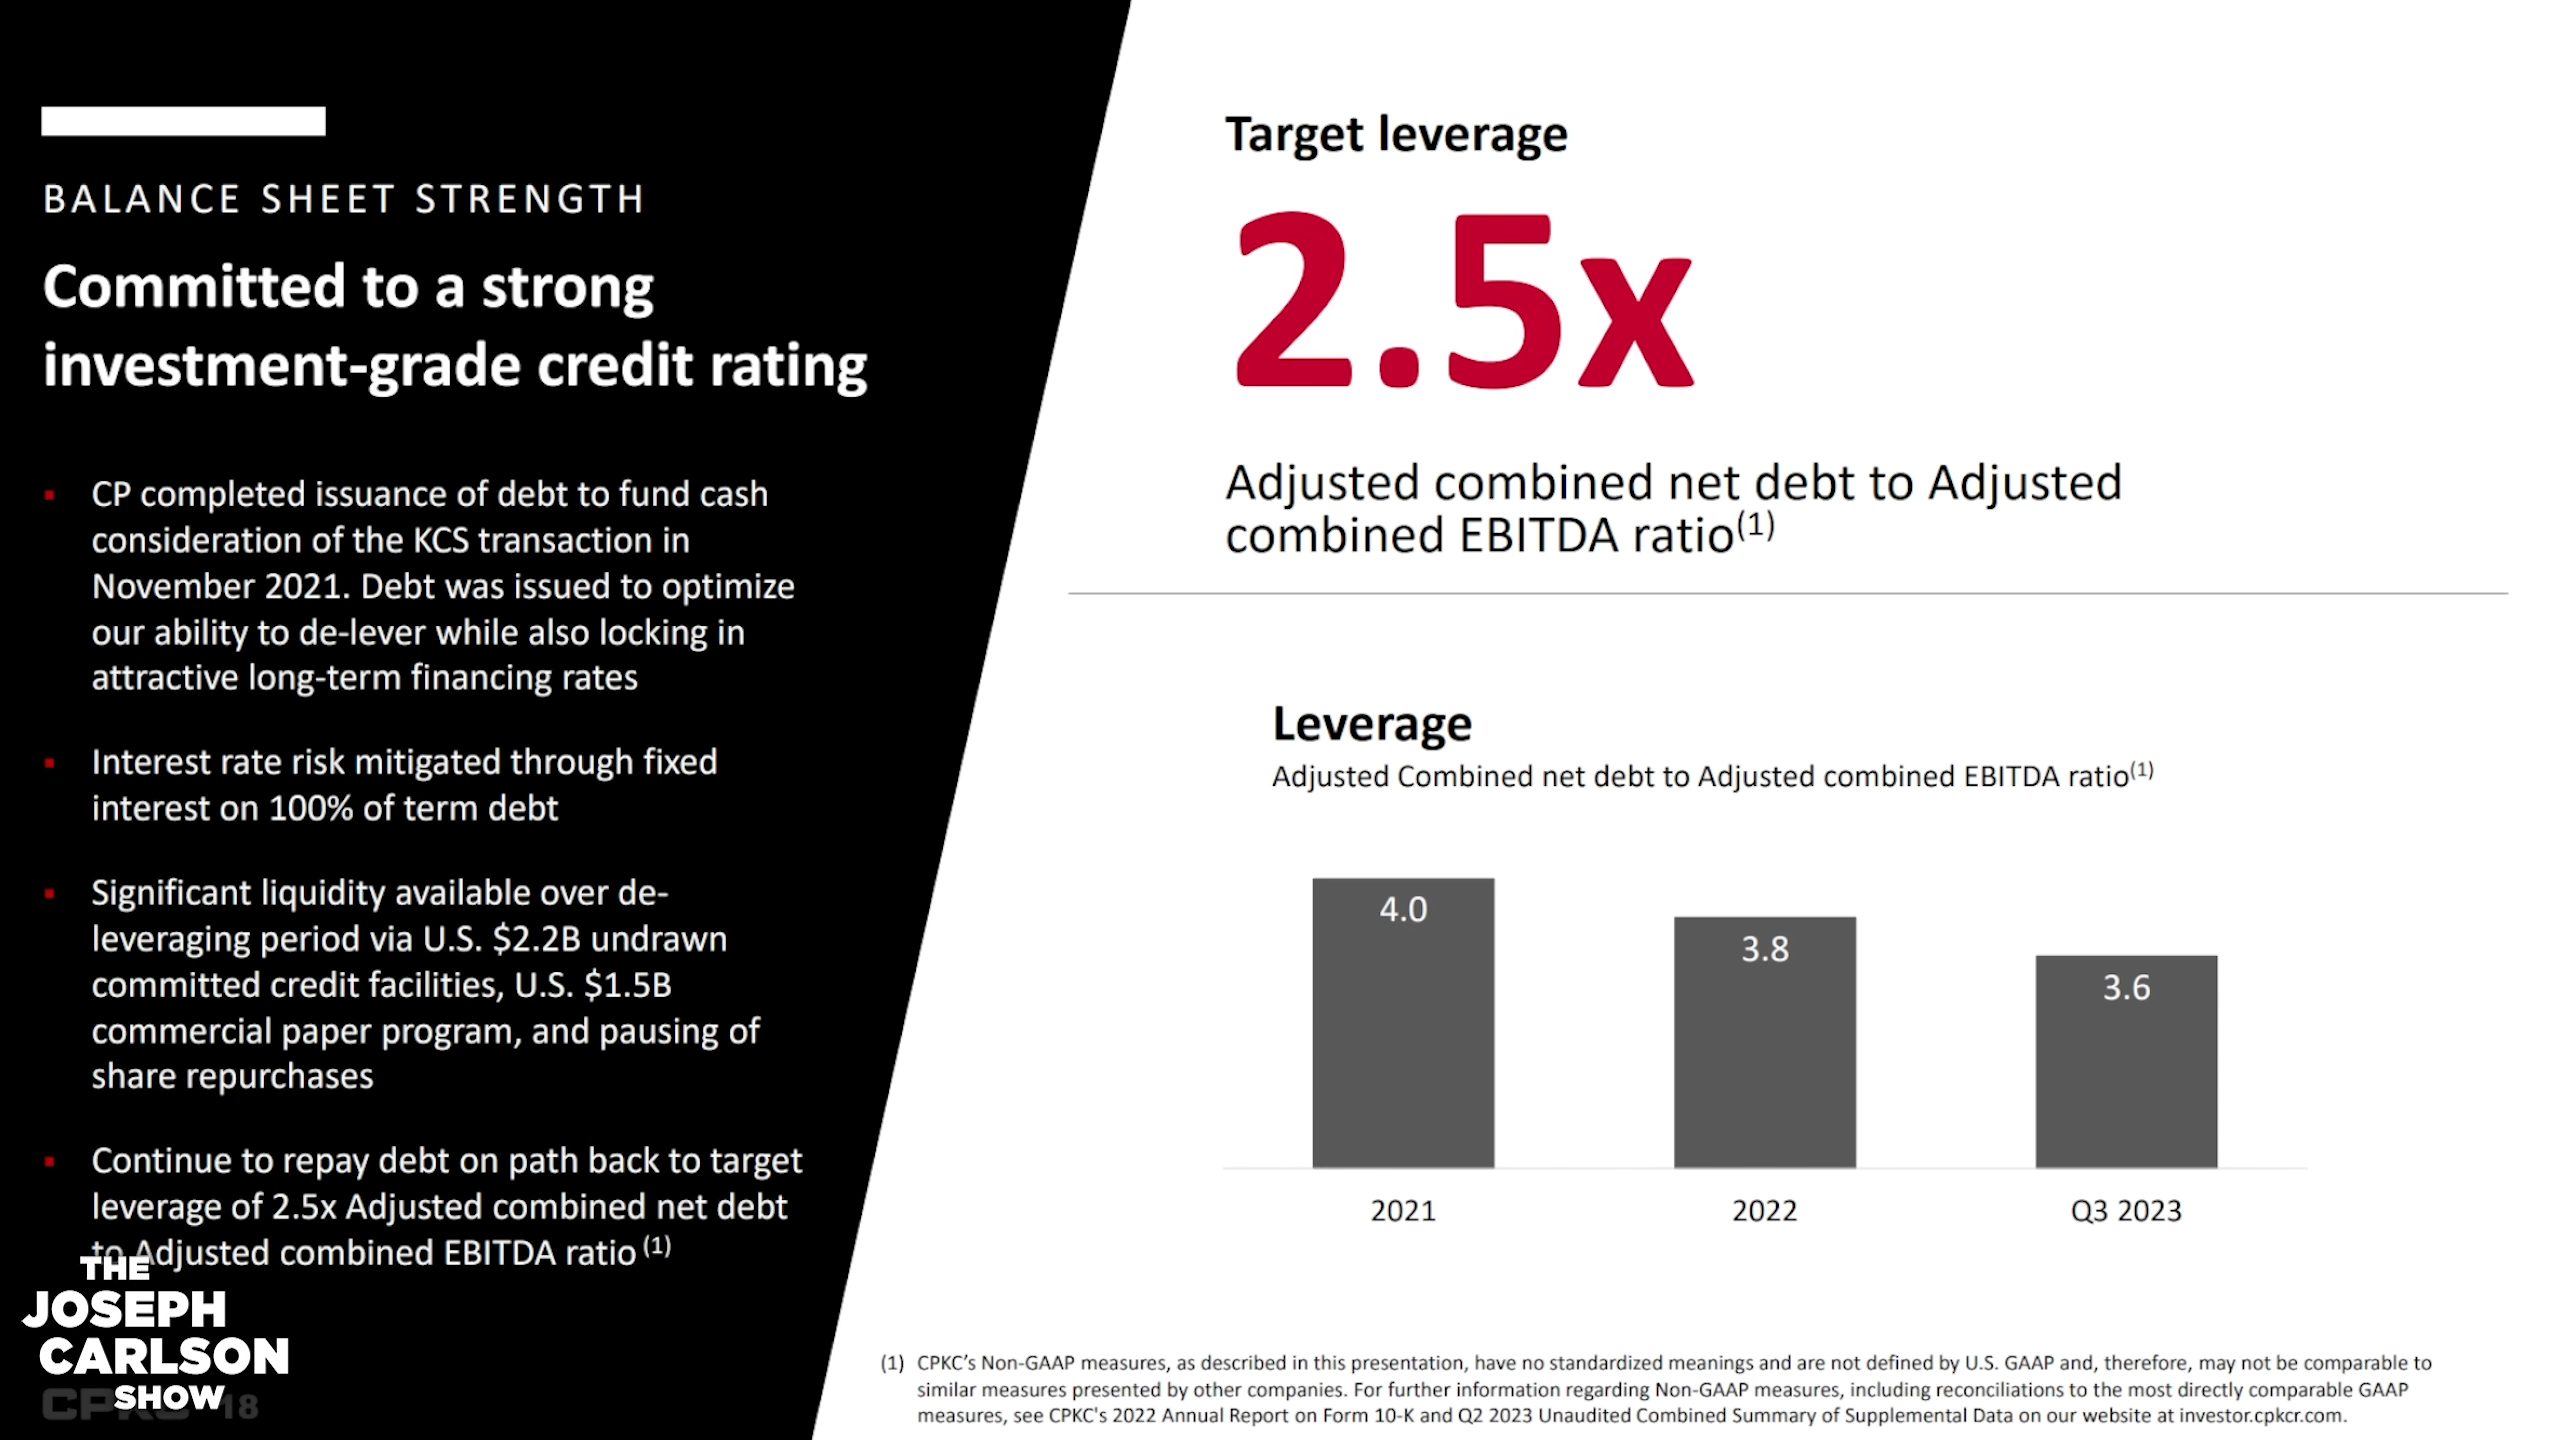 BALANCE SHEET STRENGTH
Committed to a strong
investment-grade credit rating
▪ CP completed issuance of debt to fund cash
consideration of the KCS transaction in
November 2021. Debt was issued to optimize
our ability to de-lever while also locking in
attractive long-term financing rates
▪ Interest rate risk mitigated through fixed
interest on 100% of term debt
▪ Significant liquidity available over de-
leveraging period via U.S. $2.2B undrawn
committed credit facilities, U.S. $1.5B
commercial paper program, and pausing of
share repurchases
▪ Continue to repay debt on path back to target
leverage of 2.5x Adjusted combined net debt
to Adjusted combined EBITDA ratio (1)
THE
JOSEPH
CARLSON
SHOW
CPKC 18
Target leverage
2.5x
Adjusted combined net debt to Adjusted
combined EBITDA ratio(1)
Leverage
Adjusted Combined net debt to Adjusted combined EBITDA ratio(1)
4.0
3.8
3.6
2021
2022
Q3 2023
(1) CPKC’s Non-GAAP measures, as described in this presentation, have no standardized meanings and are not defined by U.S. GAAP and, therefore, may not be comparable to
similar measures presented by other companies. For further information regarding Non-GAAP measures, including reconciliations to the most directly comparable GAAP
measures, see CPKC's 2022 Annual Report on Form 10-K and Q2 2023 Unaudited Combined Summary of Supplemental Data on our website at investor.cpkcr.com.